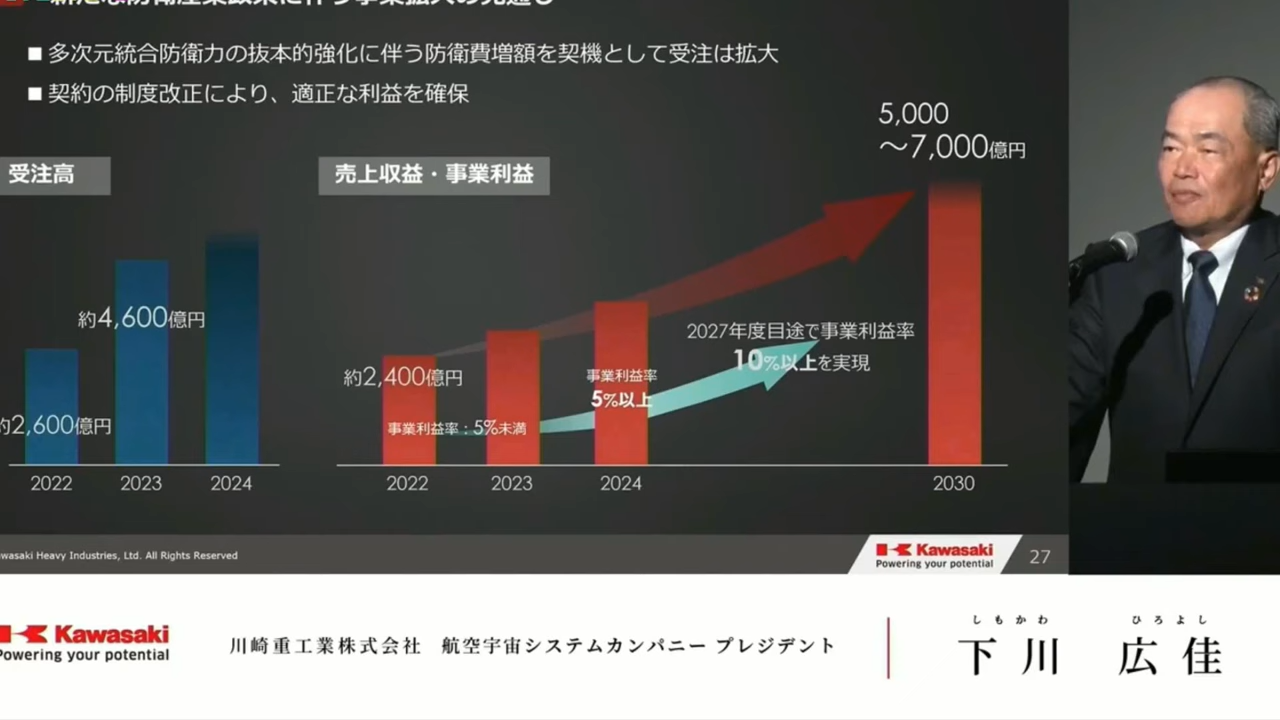 ■ 多次元統合防衛力の抜本的強化に伴う防衛費増額を契機として受注は拡大
■ 契約の制度改正により、適正な利益を確保
受注高
約4,600億円
約2,600億円
2022 2023 2024
売上収益・事業利益
5,000
～7,000億円
2027年度目途で事業利益率
10%以上を実現
約2,400億円
事業利益率
5%以上
事業利益率：5%未満
2022 2023 2024 2030
wasaki Heavy Industries, Ltd. All Rights Reserved
Kawasaki
Powering your potential
27
Kawasaki
Powering your potential
川崎重工業株式会社 航空宇宙システムカンパニー プレジデント
しもかわ ひろよし
下川 広佳